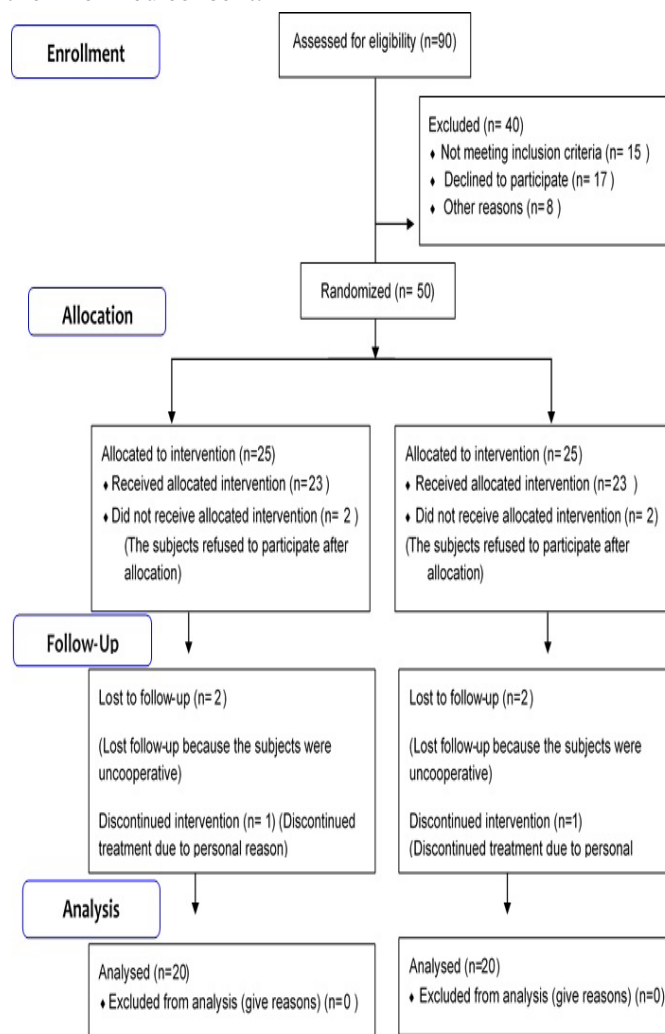 Enrollment
Assessed for eligibility (n=90)
Excluded (n= 40)
♦ Not meeting inclusion criteria (n= 15 )
♦ Declined to participate (n= 17 )
♦ Other reasons (n=8 )
Randomized (n= 50)
Allocation
Allocated to intervention (n=25)
♦ Received allocated intervention (n=23 )
♦ Did not receive allocated intervention (n= 2 )
(The subjects refused to participate after
allocation)
Allocated to intervention (n=25)
♦ Received allocated intervention (n=23 )
♦ Did not receive allocated intervention (n= 2)
(The subjects refused to participate after
allocation)
Follow-Up
Lost to follow-up (n= 2)
(Lost follow-up because the subjects were
uncooperative)
Discontinued intervention (n= 1) (Discontinued
treatment due to personal reason)
Lost to follow-up (n=2)
(Lost follow-up because the subjects were
uncooperative)
Discontinued intervention (n=1)
(Discontinued treatment due to personal
Analysis
Analysed (n=20)
♦ Excluded from analysis (give reasons) (n=0 )
Analysed (n=20)
♦ Excluded from analysis (give reasons) (n=0)